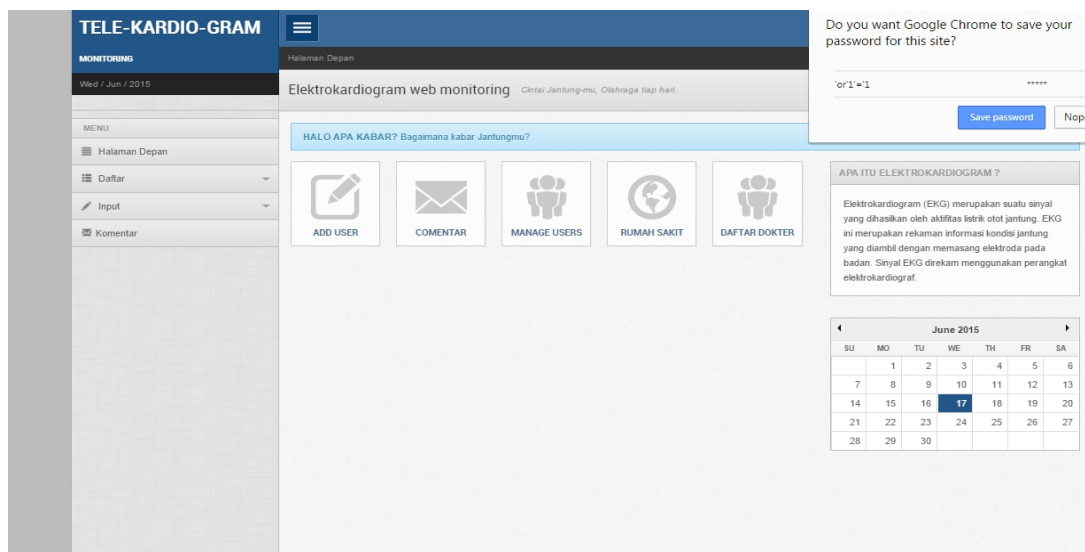 TELE-KARDIO-GRAM
MONITORING
Wed / Jun / 2015
MENU
Halaman Depan
Daftar
Input
Komentar
Halaman Depan
Elektrokardiogram web monitoring Cintai Jantung-mu, Olahraga tiap hari.
HALO APA KABAR? Bagaimana kabar Jantungmu?
ADD USER
COMENTAR
MANAGE USERS
RUMAH SAKIT
DAFTAR DOKTER
Do you want Google Chrome to save your
password for this site?
'or'1'='1 *****
Save password Nop
APA ITU ELEKTROKARDIOGRAM ?
Elektrokardiogram (EKG) merupakan suatu sinyal
yang dihasilkan oleh aktifitas listrik otot jantung. EKG
ini merupakan rekaman informasi kondisi jantung
yang diambil dengan memasang elektroda pada
badan. Sinyal EKG direkam menggunakan perangkat
elektrokardiograf.
June 2015
SU MO TU WE TH FR SA
1 2 3 4 5 6
7 8 9 10 11 12 13
14 15 16 17 18 19 20
21 22 23 24 25 26 27
28 29 30